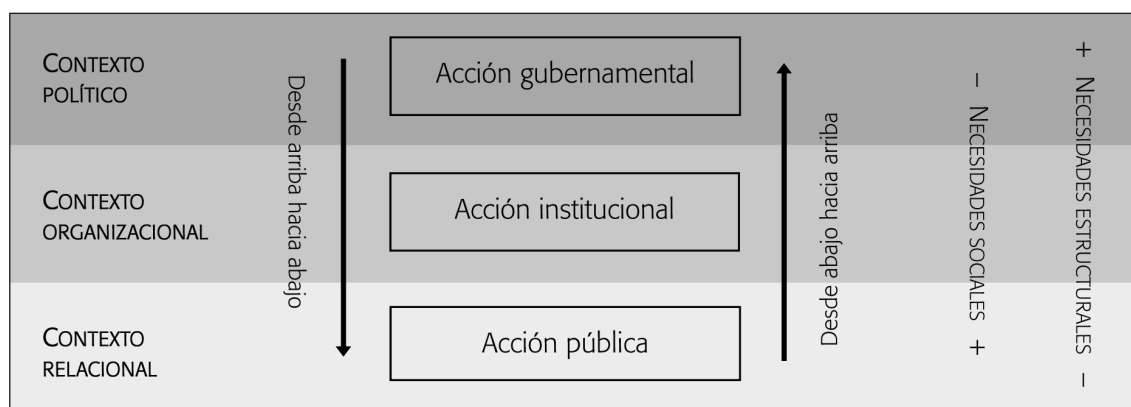 CONTEXTO
POLÍTICO
Desde arriba hacia abajo
Acción gubernamental
Desde abajo hacia arriba
– NECESIDADES SOCIALES +
+ NECESIDADES ESTRUCTURALES –
CONTEXTO
ORGANIZACIONAL
Acción institucional
CONTEXTO
RELACIONAL
Acción pública